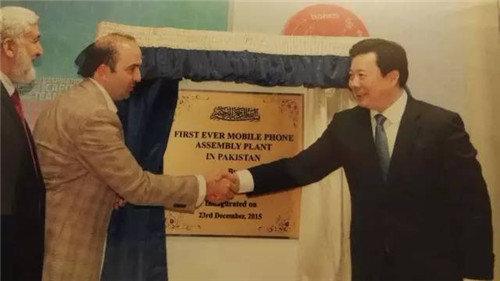 FIRST EVER MOBILE PHONE
ASSEMBLY PLANT
IN PAKISTAN
Inaugurated on
23rd December, 2015